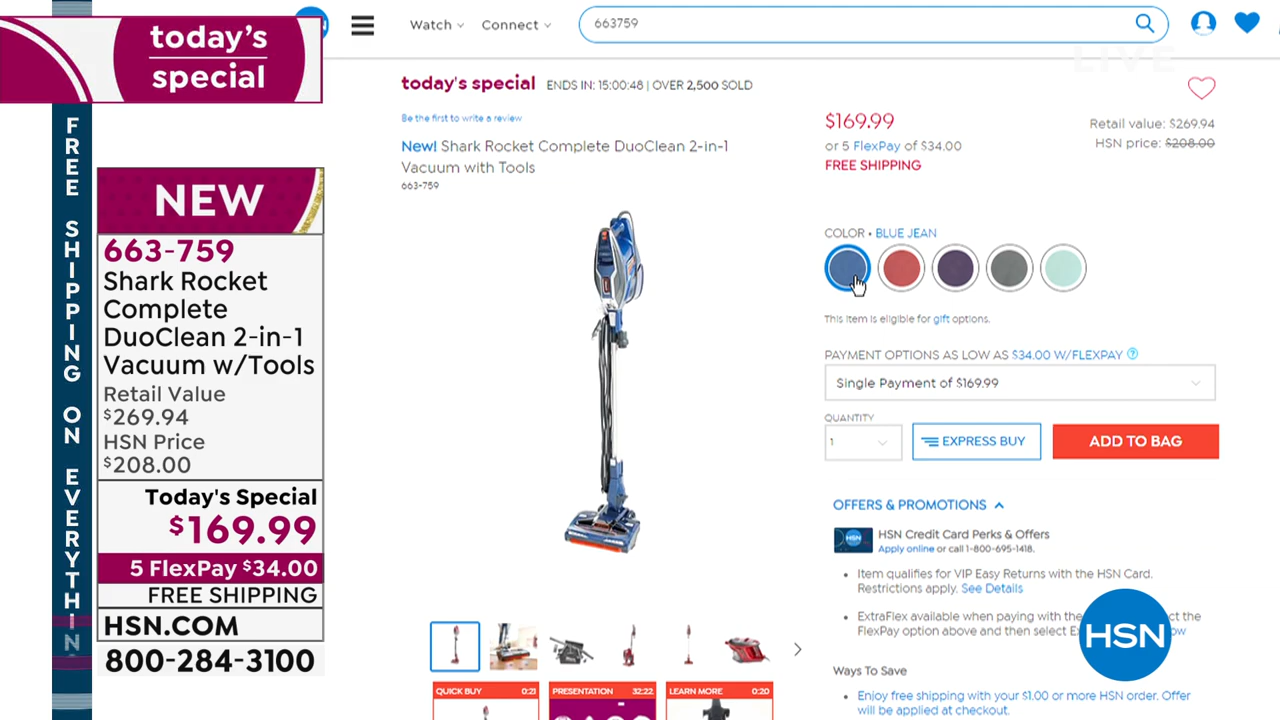 today's
special
FREE SHIPPING ON EVERYTHIN
NEW
663-759
Shark Rocket
Complete
DuoClean 2-in-1
Vacuum w/Tools
Retail Value
$269.94
HSN Price
$208.00
Today's Special
$169.99
5 FlexPay $34.00
FREE SHIPPING
HSN.COM
800-284-3100
Watch
Connect
663759
LIVE
today's special ENDS IN: 15:00:48 | OVER 2,500 SOLD
Be the first to write a review
New! Shark Rocket Complete DuoClean 2-in-1
Vacuum with Tools
663-759
$169.99
or 5 FlexPay of $34.00
FREE SHIPPING
Retail value: $269.94
HSN price: $208.00
COLOR • BLUE JEAN
This item is eligible for gift options.
PAYMENT OPTIONS AS LOW AS $34.00 W/FLEXPAY ?
Single Payment of $169.99
QUANTITY
1
EXPRESS BUY
ADD TO BAG
OFFERS & PROMOTIONS
HSN
HSN Credit Card Perks & Offers
Apply online or call 1-800-695-1418.
• Item qualifies for VIP Easy Returns with the HSN Card.
Restrictions apply. See Details
• ExtraFlex available when paying with the ct the
FlexPay option above and then select
HSN
Ways To Save
• Enjoy free shipping with your $1.00 or more HSN order. Offer
will be applied at checkout.
QUICK BUY 0:21
PRESENTATION 32:22
LEARN MORE 0:20